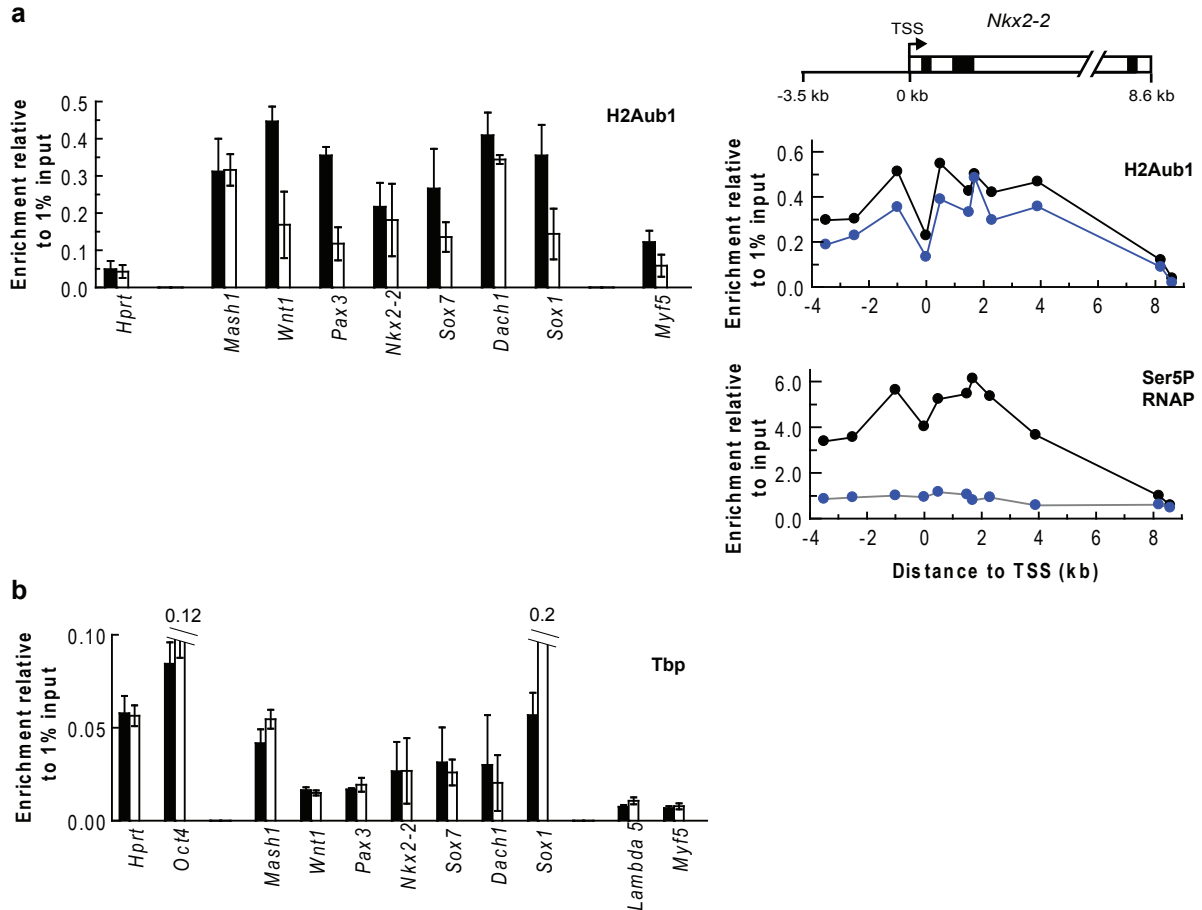 a
Enrichment relative
to 1% input
0.5
0.4
0.3
0.2
0.1
0.0
H2Aub1
Hprt
Mash1
Wnt1
Pax3
Nkx2-2
Sox7
Dach1
Sox1
Myf5
Nkx2-2
TSS
-3.5 kb
0 kb
8.6 kb
Enrichment relative
to 1% input
0.6
0.4
0.2
0.0
H2Aub1
-4
-2
0
2
4
6
8
Enrichment relative
to input
6.0
4.0
2.0
0.0
Ser5P
RNAP
-4
-2
0
2
4
6
8
Distance to TSS (kb)
b
Enrichment relative
to 1% input
0.12
0.2
0.10
0.05
0.00
Tbp
Hprt
Oct4
Mash1
Wnt1
Pax3
Nkx2-2
Sox7
Dach1
Sox1
Lambda 5
Myf5